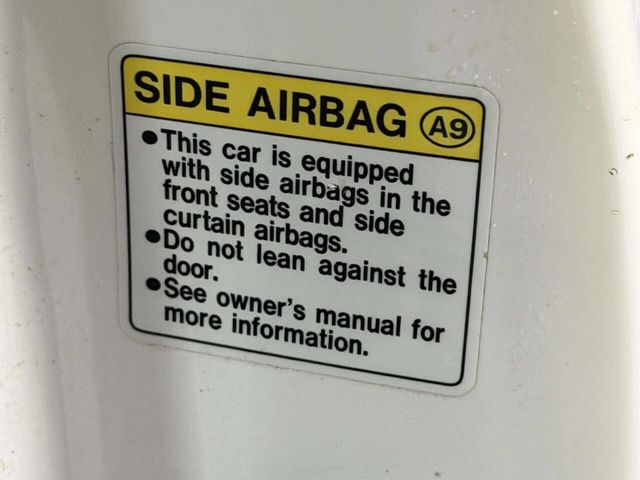 SIDE AIRBAG A9
●This car is equipped
with side airbags in the
front seats and side
curtain airbags.
●Do not lean against the
door.
●See owner's manual for
more information.